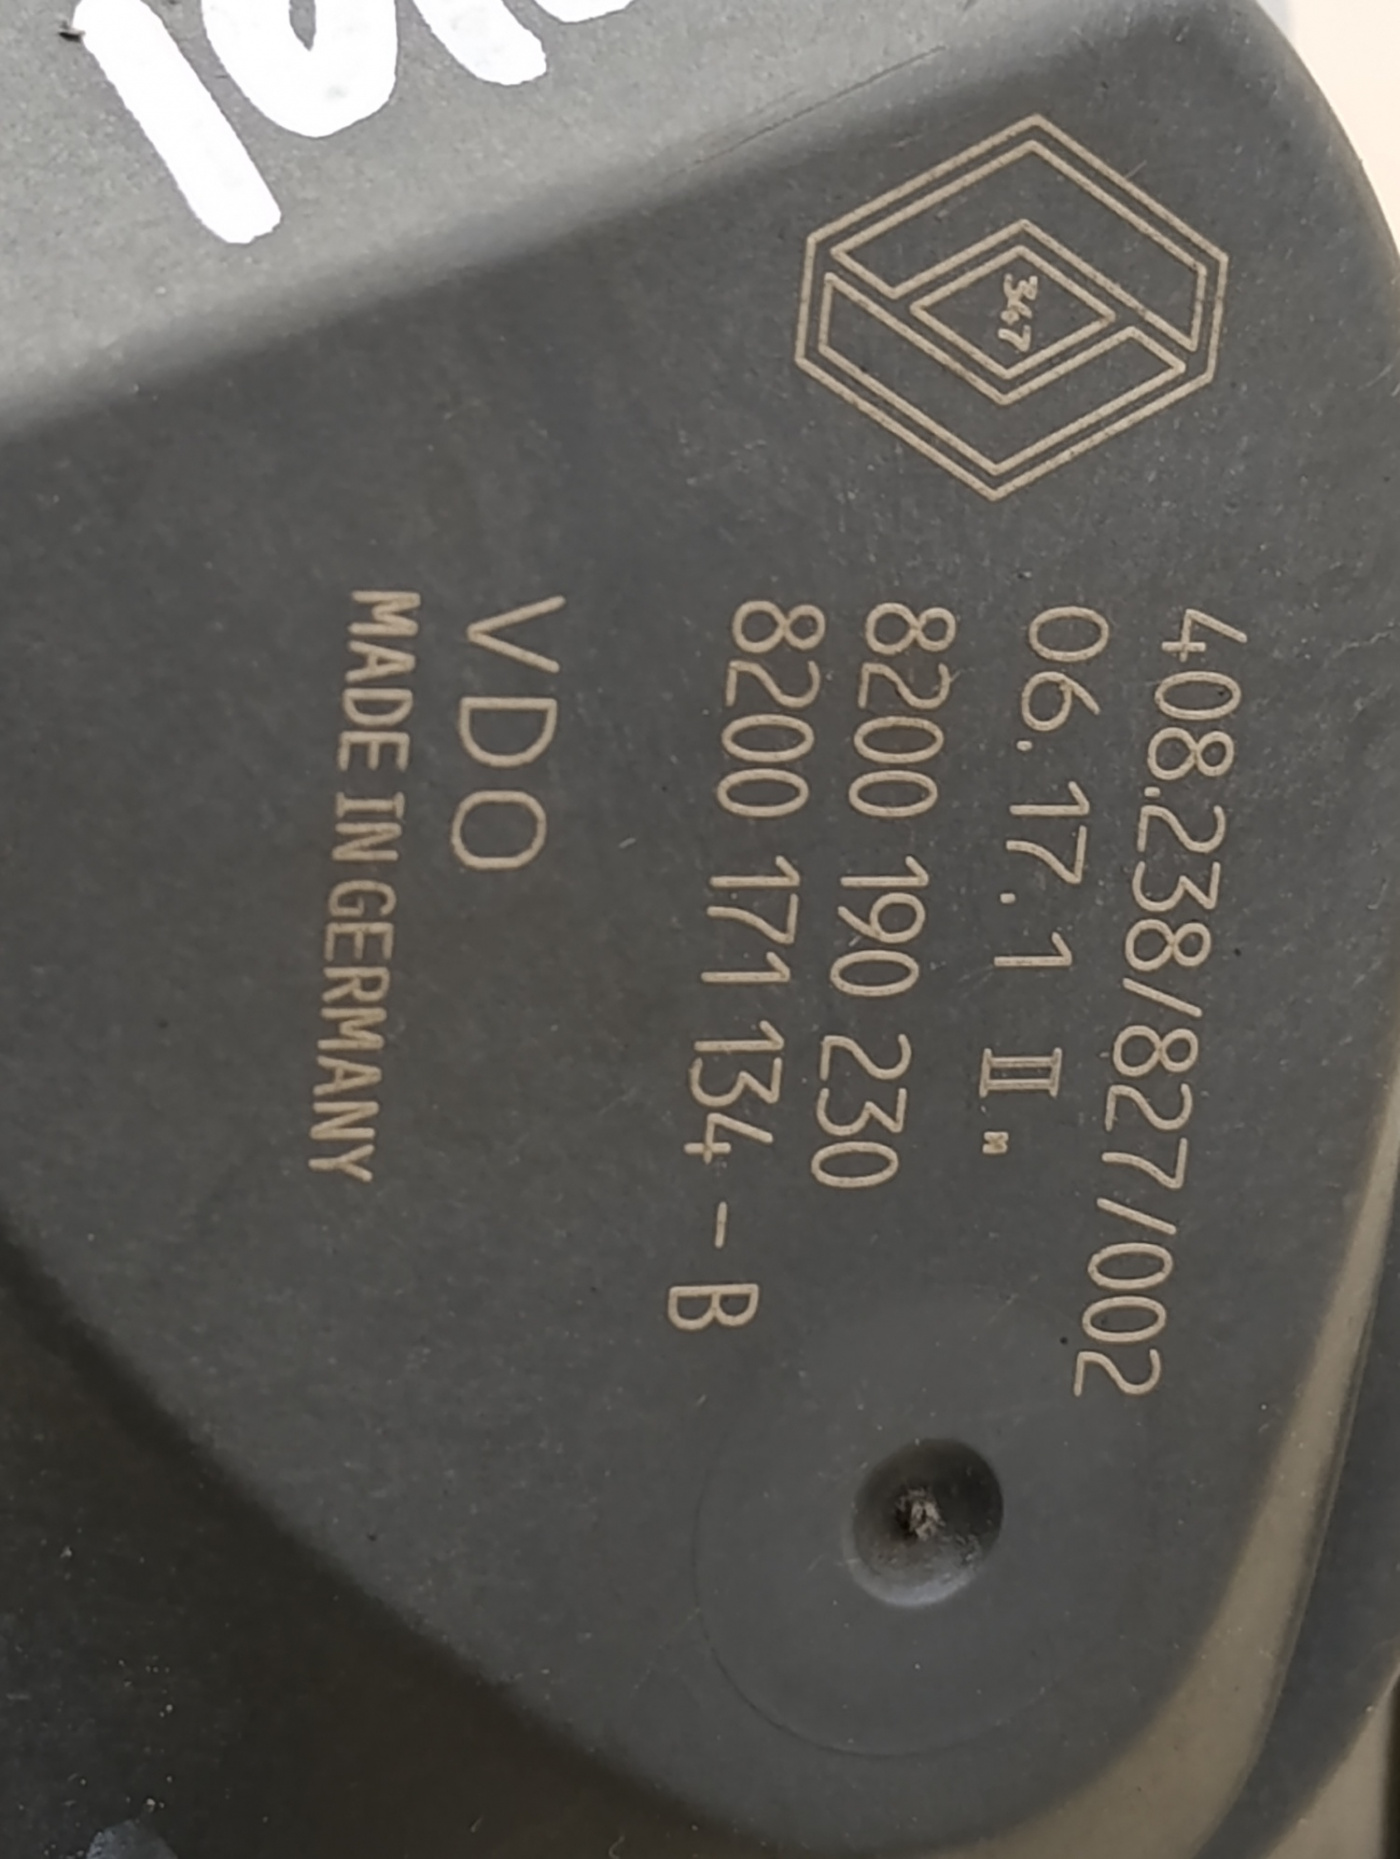 408.238/827/002
06.17.1 II
8200 190 230
8200 171 134 - B
VDO
MADE IN GERMANY